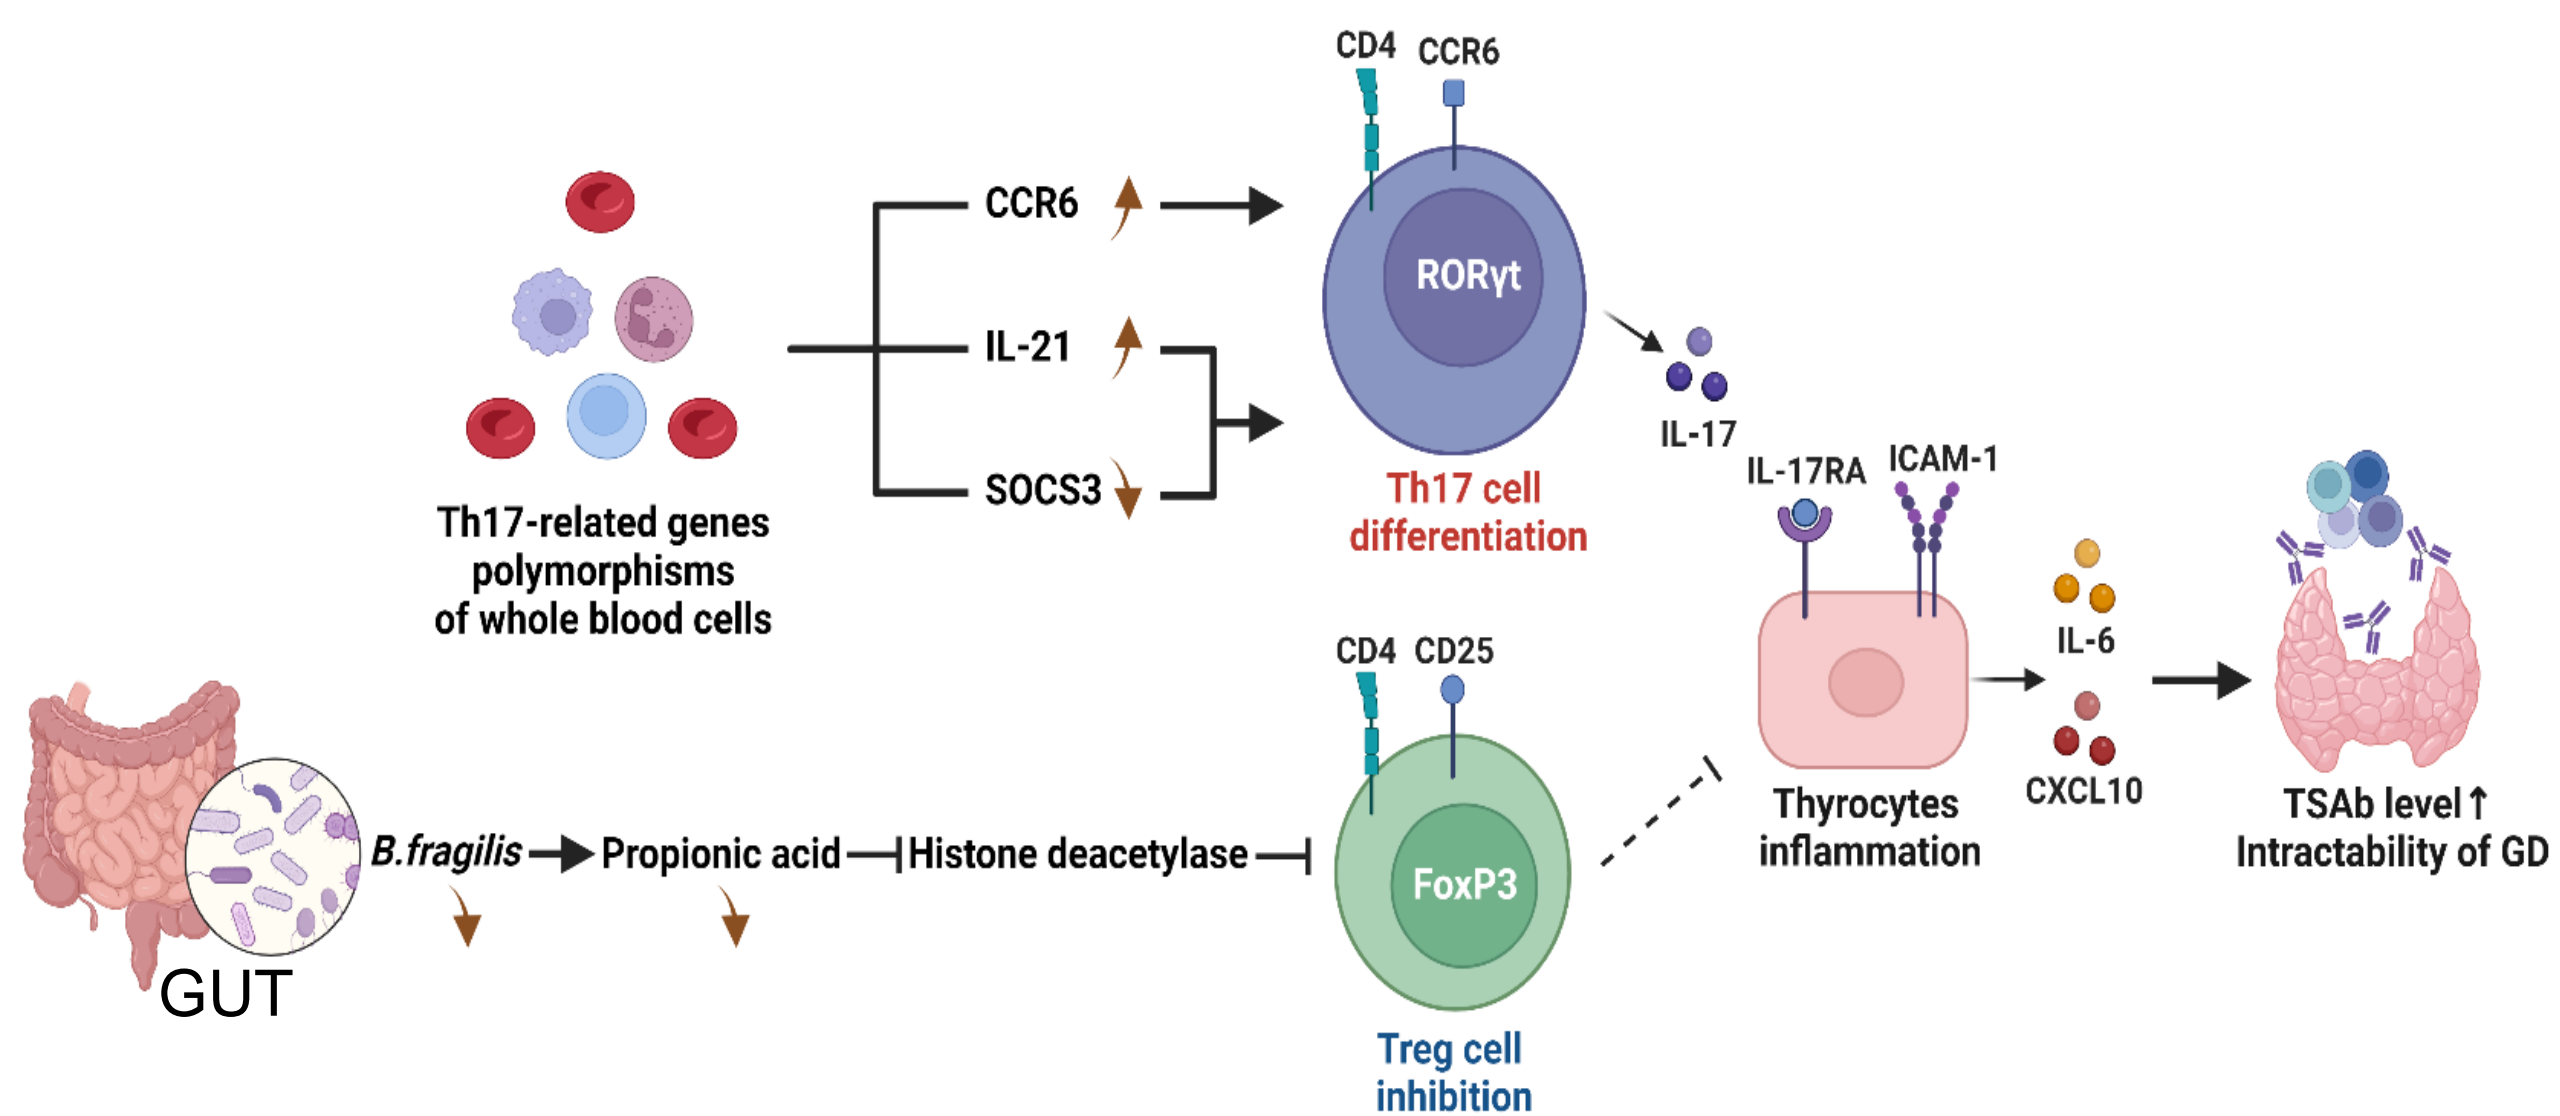 CD4 CCR6
CCR6
IL-21
SOCS3
RORγt
Th17-related genes
polymorphisms
of whole blood cells
Th17 cell
differentiation
IL-17
IL-17RA
ICAM-1
CD4 CD25
FoxP3
Treg cell
inhibition
GUT
B.fragilis
Propionic acid
Histone deacetylase
Thyrocytes
inflammation
IL-6
CXCL10
TSAb level↑
Intractability of GD